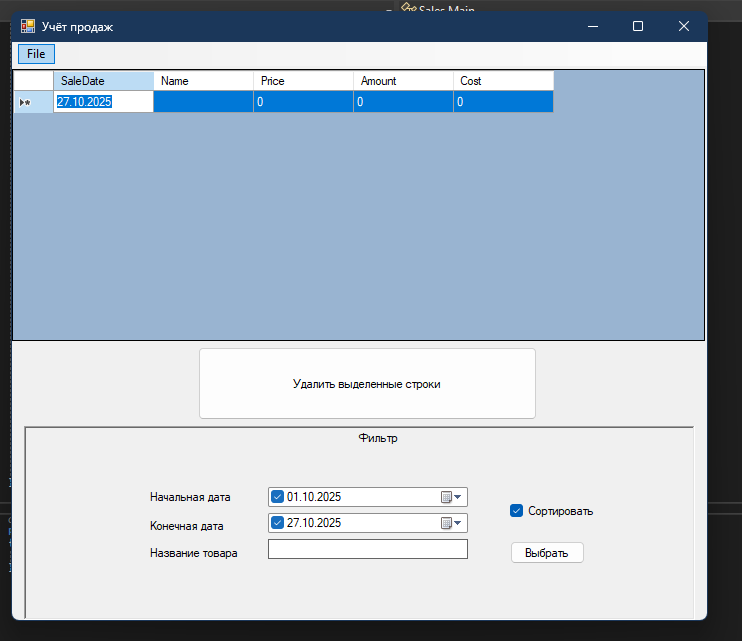 Sales.Main
Учёт продаж
File
SaleDate Name Price Amount Cost
27.10.2025 0 0 0
Удалить выделенные строки
Фильтр
Начальная дата 01.10.2025
Сортировать
Конечная дата 27.10.2025
Название товара
Выбрать